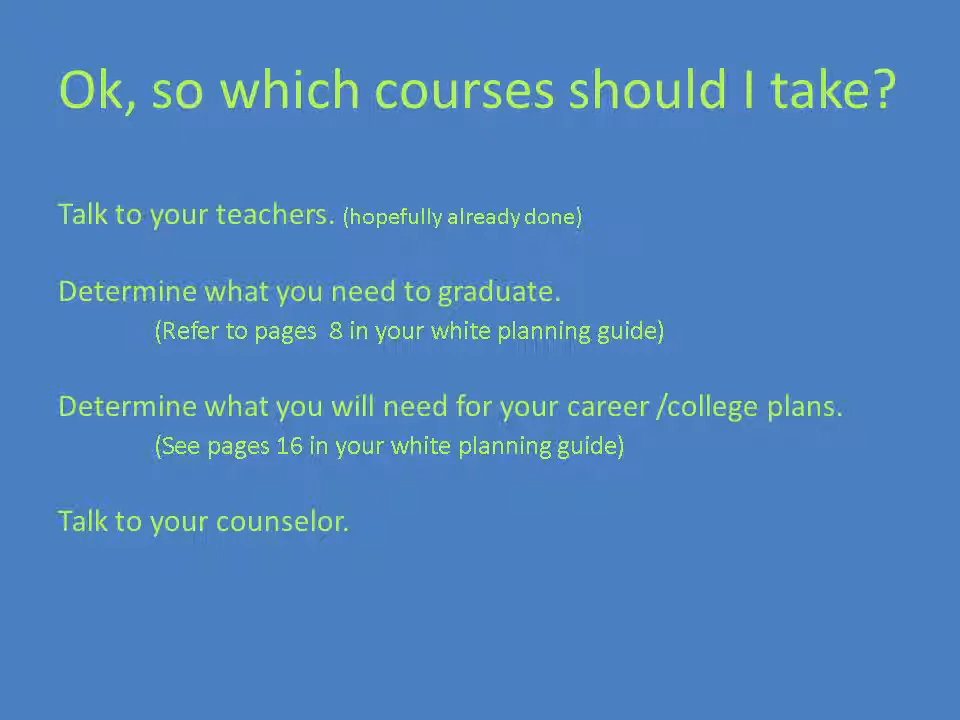 Ok, so which courses should I take?
Talk to your teachers. (hopefully already done)
Determine what you need to graduate.
(Refer to pages  8 in your white planning guide)
Determine what you will need for your career /college plans.
(See pages 16 in your white planning guide)
Talk to your counselor.